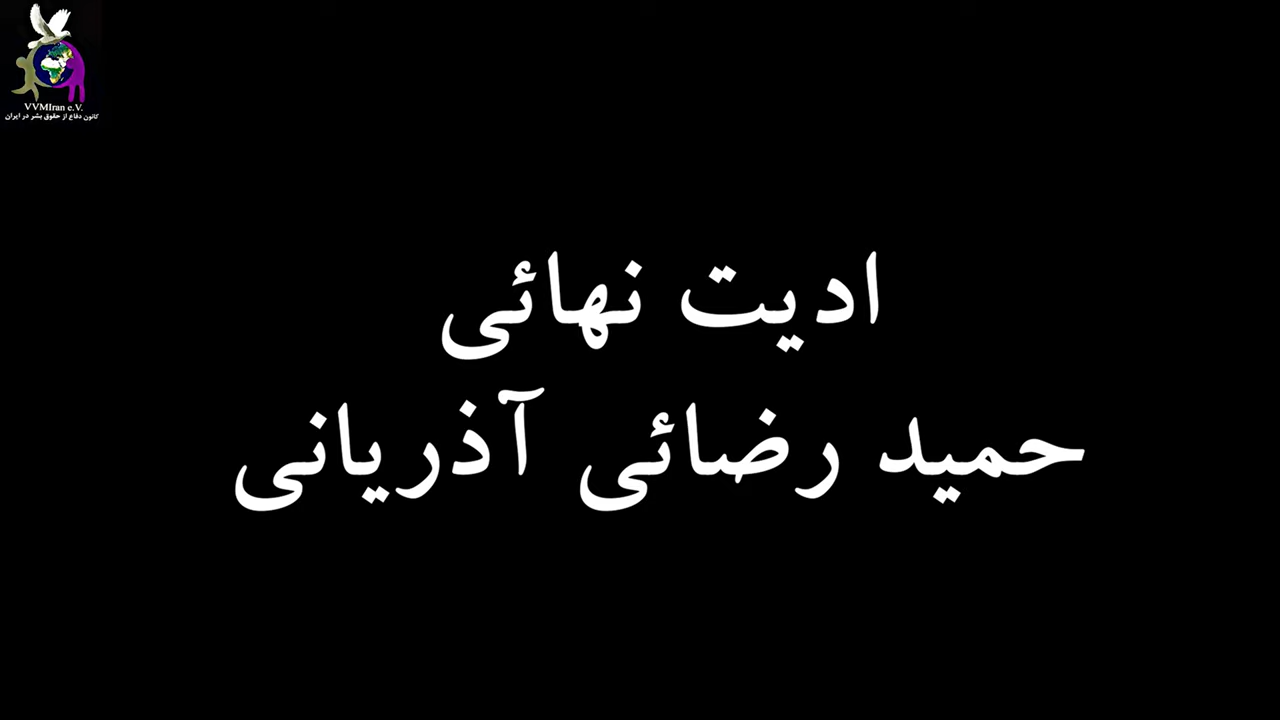 VVMIran e.V.
کانون دفاع از حقوق بشر در ایران
ادیت نهائی
حمید رضائی آذریانی